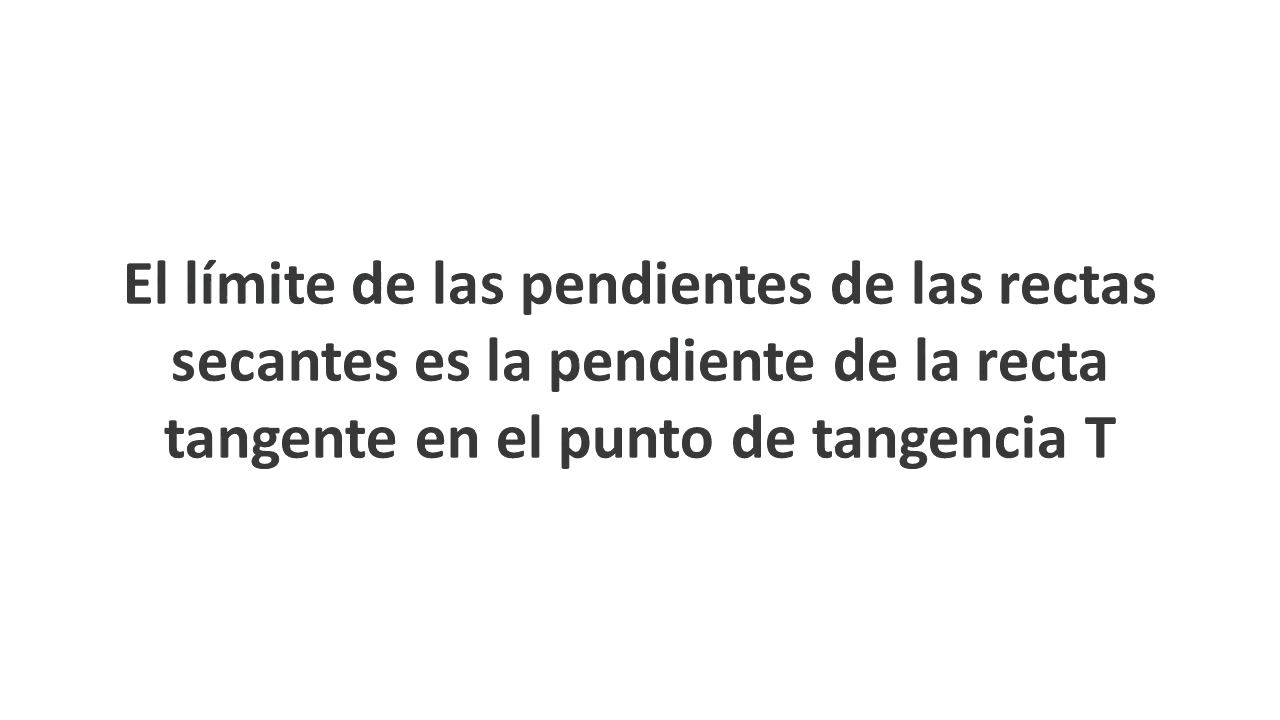 El límite de las pendientes de las rectas
secantes es la pendiente de la recta
tangente en el punto de tangencia T